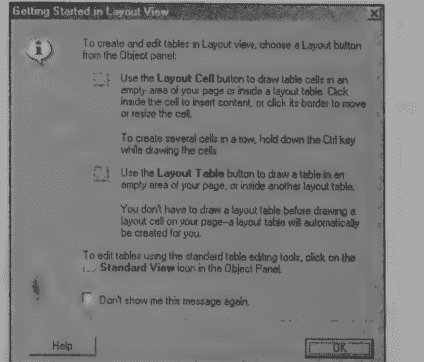 Getting Started in Layout View
To create and edit tables in Layout view, choose a Layout button
from the Object panel:
Use the Layout Cell button to draw table cells in an
empty area of your page or inside a layout table. Click
inside the cell to insert content, or click its border to move
or resize the cell.
To create several cells in a row, hold down the Ctrl key
while drawing the cells
Use the Layout Table button to draw a table in an
empty area of your page, or inside another layout table.
You don't have to draw a layout table before drawing a
layout cell on your page--a layout table will automatically
be created for you.
To edit tables using the standard table editing tools, click on the
Standard View icon in the Object Panel.
Don't show me this message again.
Help
OK